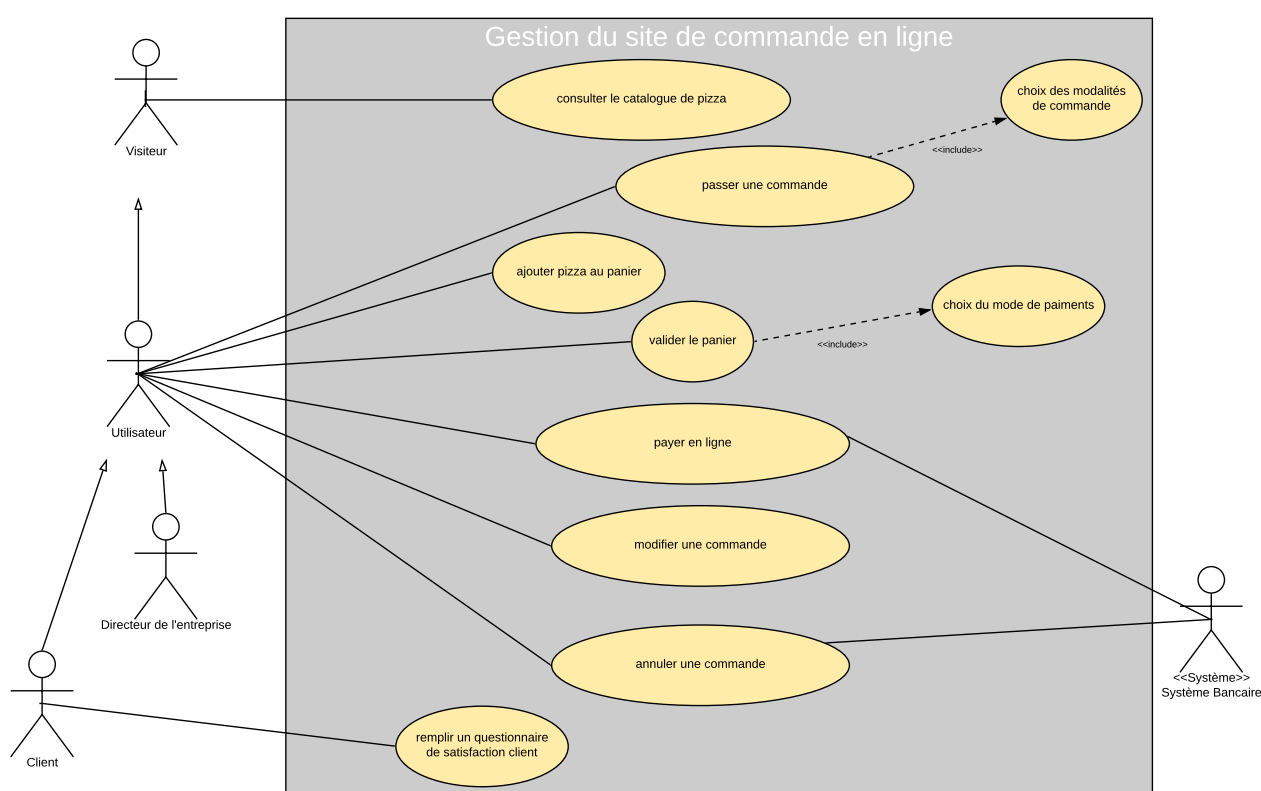 Gestion du site de commande en ligne
consulter le catalogue de pizza
choix des modalités
de commande
Visiteur
<<include>>
passer une commande
ajouter pizza au panier
choix du mode de paiments
valider le panier
<<include>>
Utilisateur
payer en ligne
modifier une commande
Directeur de l'entreprise
annuler une commande
<<Système>>
Système Bancaire
remplir un questionnaire
de satisfaction client
Client